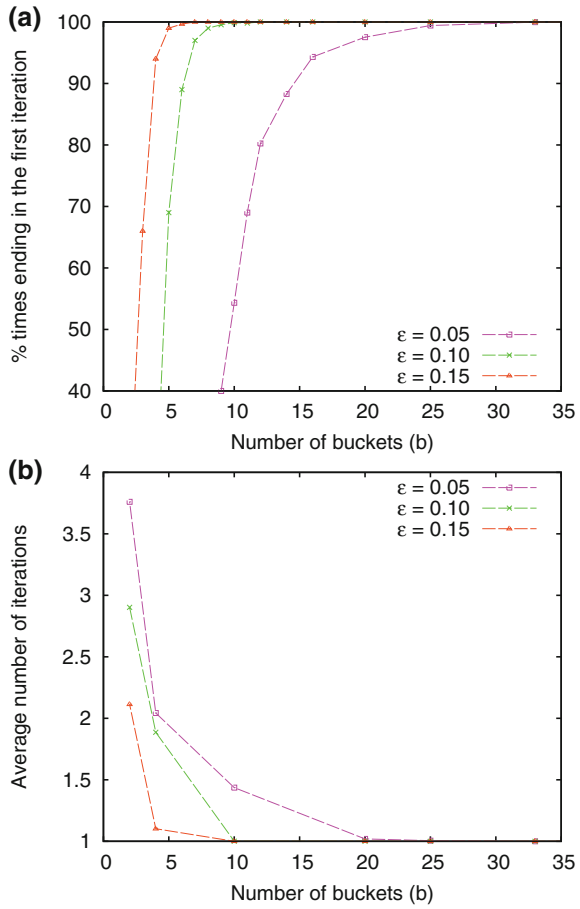 (a)
% times ending in the first iteration
100
90
80
70
60
50
40
ε = 0.05
ε = 0.10
ε = 0.15
0 5 10 15 20 25 30 35
Number of buckets (b)
(b)
Average number of iterations
4
3.5
3
2.5
2
1.5
1
ε = 0.05
ε = 0.10
ε = 0.15
0 5 10 15 20 25 30 35
Number of buckets (b)